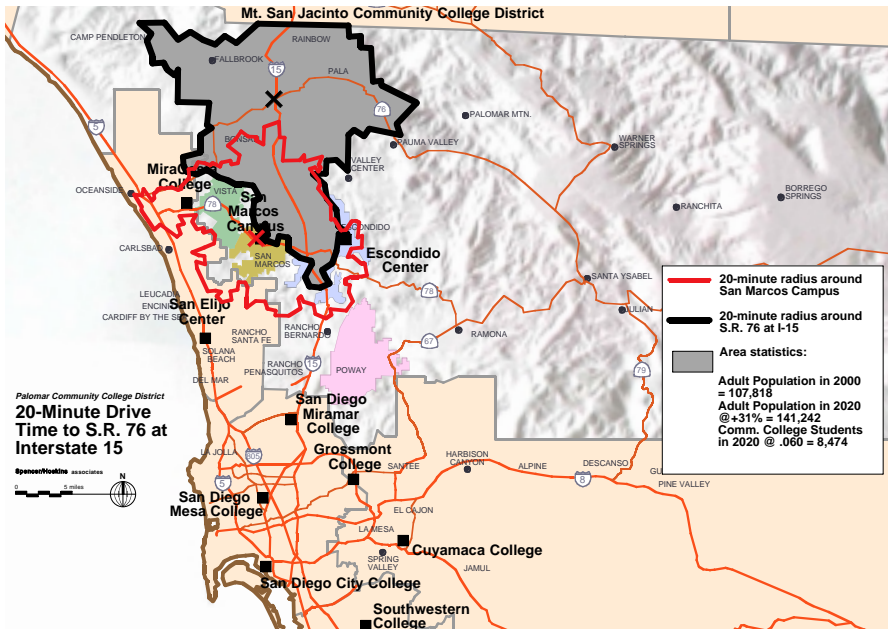 Mt. San Jacinto Community College District
CAMP PENDLETON
RAINBOW
FALLBROOK
15
PALA
76
PALOMAR MTN.
5
BONSALL
PAUMA VALLEY
WARNER
SPRINGS
VALLEY
CENTER
MiraCosta
College
OCEANSIDE
VISTA
78
San
Marcos
Campus
BORREGO
SPRINGS
RANCHITA
ESCONDIDO
CARLSBAD
SAN
MARCOS
Escondido
Center
SANTA YSABEL
LEUCADIA
ENCINITAS
CARDIFF BY THE SEA
San Elijo
Center
78
JULIAN
RANCHO
SANTA FE
RANCHO
BERNARDO
RAMONA
67
SOLANA
BEACH
15
RANCHO
PENASQUITOS
POWAY
79
DEL MAR
20-minute radius around
San Marcos Campus
20-minute radius around
S.R. 76 at I-15
Area statistics:
Adult Population in 2000
= 107,818
Adult Population in 2020
@+31% = 141,242
Comm. College Students
in 2020 @ .060 = 8,474
Palomar Community College District
20-Minute Drive
Time to S.R. 76 at
Interstate 15
Spencer/Hoskins associates
0 5 miles
N
San Diego
Miramar
College
LA JOLLA
805
Grossmont
College
SANTEE
HARBISON
CANYON
ALPINE
DESCANSO
8
PINE VALLEY
5
San Diego
Mesa College
EL CAJON
LA MESA
Cuyamaca College
SPRING
VALLEY
JAMUL
San Diego City College
Southwestern
College